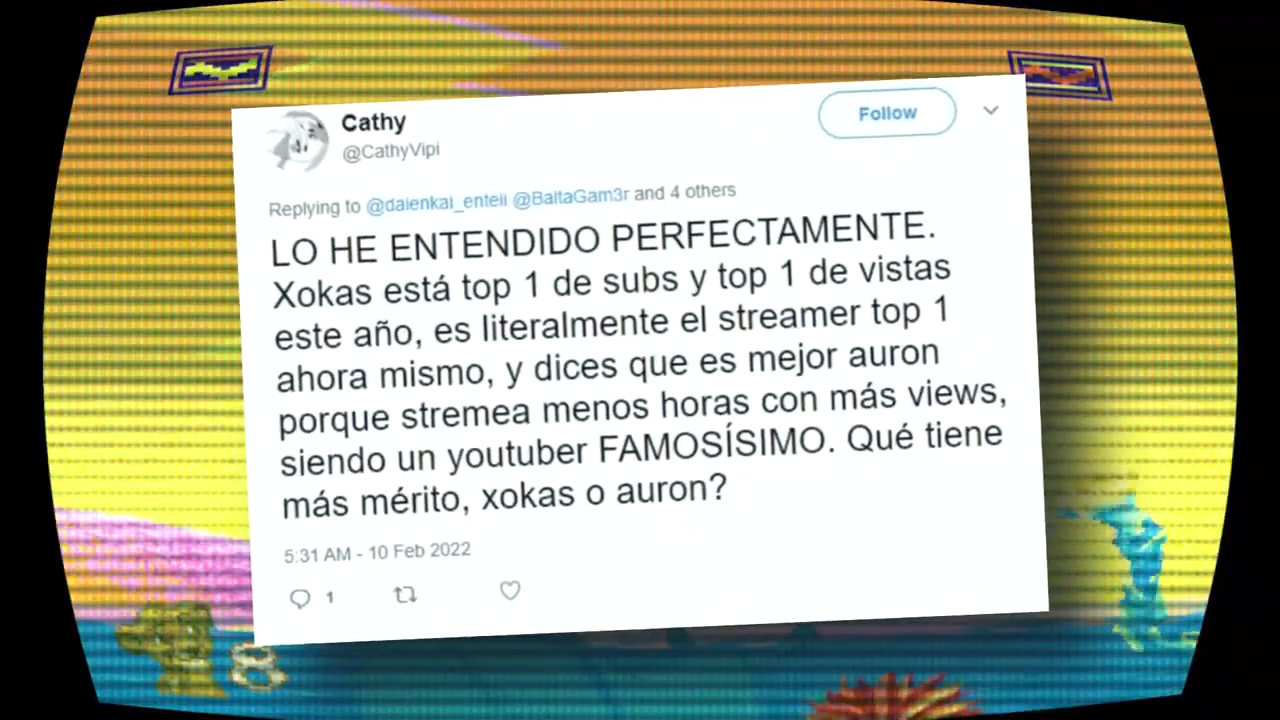 Cathy
@CathyVipi
Follow
Replying to @daienkai_enteii @BaitaGam3r and 4 others
LO HE ENTENDIDO PERFECTAMENTE.
Xokas está top 1 de subs y top 1 de vistas
este año, es literalmente el streamer top 1
ahora mismo, y dices que es mejor auron
porque stremea menos horas con más views,
siendo un youtuber FAMOSÍSIMO. Qué tiene
más mérito, xokas o auron?
5:31 AM - 10 Feb 2022
1
8